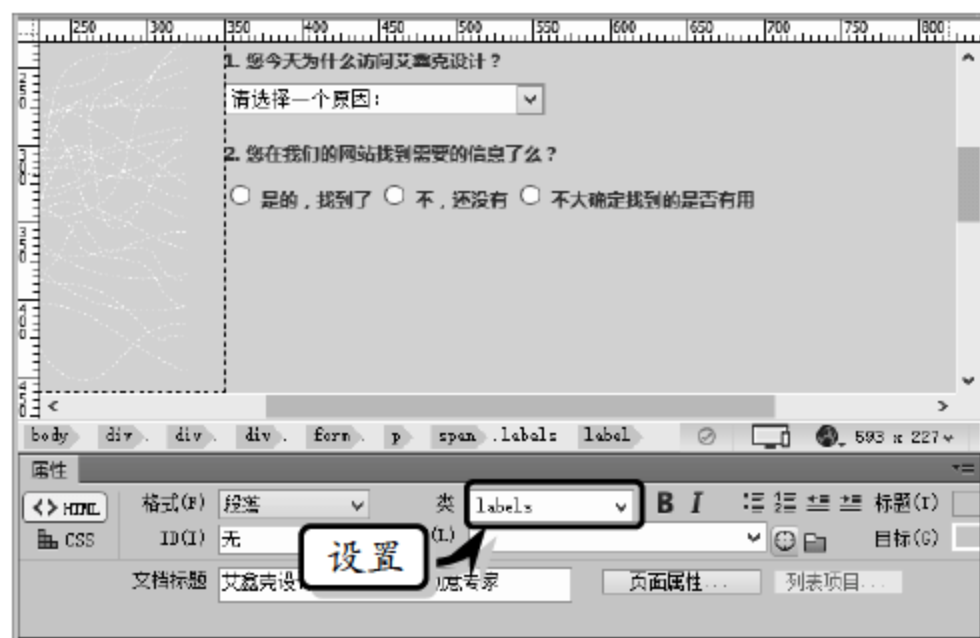 250 300 350 400 450 500 550 600 650 700 750 800
1. 您今天为什么访问艾鑫克设计？
请选择一个原因：
2. 您在我们的网站找到需要的信息了么？
是的，找到了 不，还没有 不大确定找到的是否有用
body div. div. div. form. p span .labels label 593 x 227
属性
<> HTML 格式(F) 段落 类 labels B I 标题(T)
CSS ID(I) 无 (L) 目标(G)
设置
文档标题 艾鑫克设 创意专家 页面属性... 列表项目...